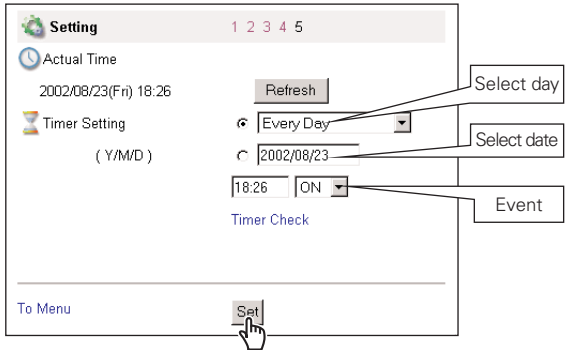 Setting 1 2 3 4 5
Actual Time
2002/08/23(Fri) 18:26 Refresh
Select day
Timer Setting Every Day
Select date
( Y/M/D ) 2002/08/23
18:26 ON
Event
Timer Check
To Menu Set